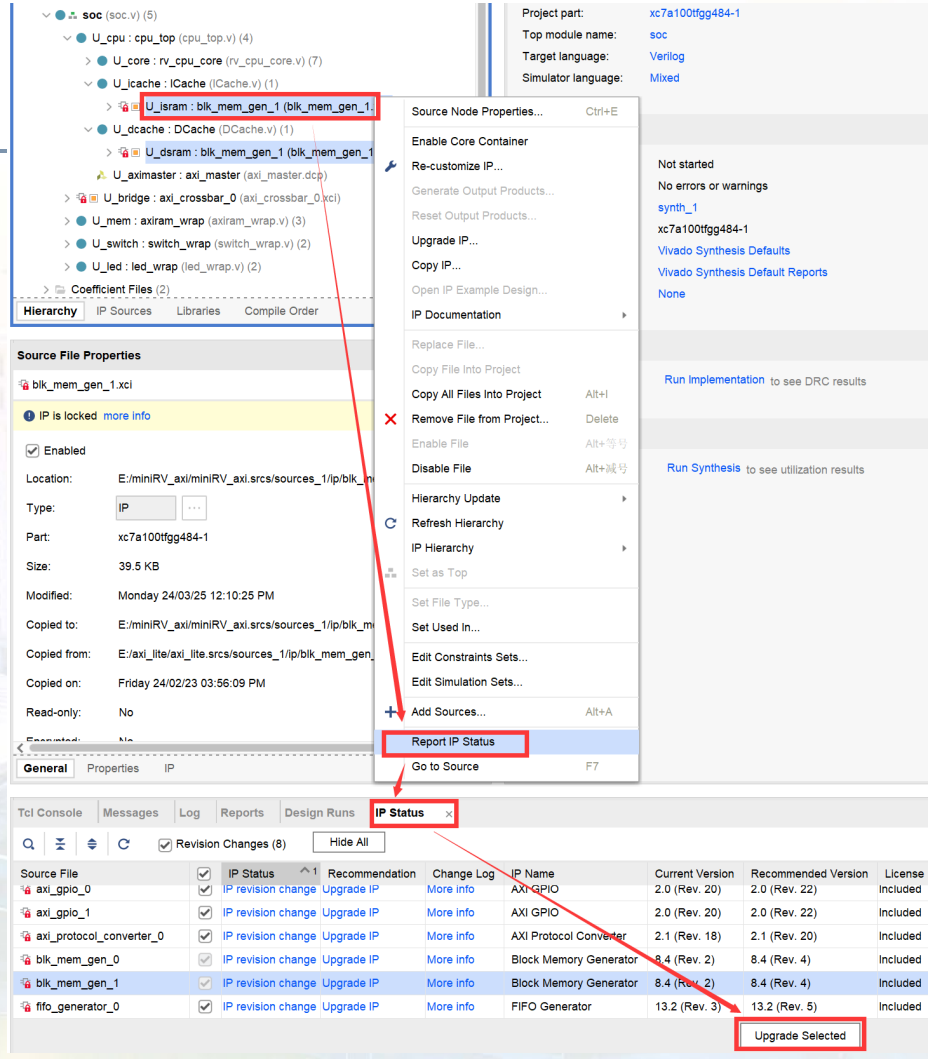 soc (soc.v) (5)
U_cpu : cpu_top (cpu_top.v) (4)
U_core : rv_cpu_core (rv_cpu_core.v) (7)
U_icache : ICache (ICache.v) (1)
U_isram : blk_mem_gen_1 (blk_mem_gen_1.
U_dcache : DCache (DCache.v) (1)
U_dsram : blk_mem_gen_1 (blk_mem_gen_1
U_aximaster : axi_master (axi_master.dcp)
U_bridge : axi_crossbar_0 (axi_crossbar_0.xci)
U_mem : axiram_wrap (axiram_wrap.v) (3)
U_switch : switch_wrap (switch_wrap.v) (2)
U_led : led_wrap (led_wrap.v) (2)
Coefficient Files (2)
Hierarchy IP Sources Libraries Compile Order
Project part: xc7a100tfgg484-1
Top module name: soc
Target language: Verilog
Simulator language: Mixed
Not started
No errors or warnings
synth_1
xc7a100tfgg484-1
Vivado Synthesis Defaults
Vivado Synthesis Default Reports
None
Run Implementation to see DRC results
Run Synthesis to see utilization results
Source Node Properties... Ctrl+E
Enable Core Container
Re-customize IP...
Generate Output Products...
Reset Output Products...
Upgrade IP...
Copy IP...
Open IP Example Design...
IP Documentation
Replace File...
Copy File Into Project
Copy All Files Into Project Alt+I
Remove File from Project... Delete
Enable File Alt+等号
Disable File Alt+减号
Hierarchy Update
Refresh Hierarchy
IP Hierarchy
Set as Top
Set File Type...
Set Used In...
Edit Constraints Sets...
Edit Simulation Sets...
Add Sources... Alt+A
Report IP Status
Go to Source F7
Source File Properties
blk_mem_gen_1.xci
IP is locked more info
Enabled
Location: E:/miniRV_axi/miniRV_axi.srcs/sources_1/ip/blk_m
Type: IP ...
Part: xc7a100tfgg484-1
Size: 39.5 KB
Modified: Monday 24/03/25 12:10:25 PM
Copied to: E:/miniRV_axi/miniRV_axi.srcs/sources_1/ip/blk_m
Copied from: E:/axi_lite/axi_lite.srcs/sources_1/ip/blk_mem_gen_
Copied on: Friday 24/02/23 03:56:09 PM
Read-only: No
Encrypted: No
General Properties IP
Tcl Console Messages Log Reports Design Runs IP Status ×
Revision Changes (8) Hide All
Source File IP Status ^1 Recommendation Change Log IP Name Current Version Recommended Version License
axi_gpio_0 IP revision change Upgrade IP More info AXI GPIO 2.0 (Rev. 20) 2.0 (Rev. 22) Included
axi_gpio_1 IP revision change Upgrade IP More info AXI GPIO 2.0 (Rev. 20) 2.0 (Rev. 22) Included
axi_protocol_converter_0 IP revision change Upgrade IP More info AXI Protocol Converter 2.1 (Rev. 18) 2.1 (Rev. 20) Included
blk_mem_gen_0 IP revision change Upgrade IP More info Block Memory Generator 8.4 (Rev. 2) 8.4 (Rev. 4) Included
blk_mem_gen_1 IP revision change Upgrade IP More info Block Memory Generator 8.4 (Rev. 2) 8.4 (Rev. 4) Included
fifo_generator_0 IP revision change Upgrade IP More info FIFO Generator 13.2 (Rev. 3) 13.2 (Rev. 5) Included
Upgrade Selected